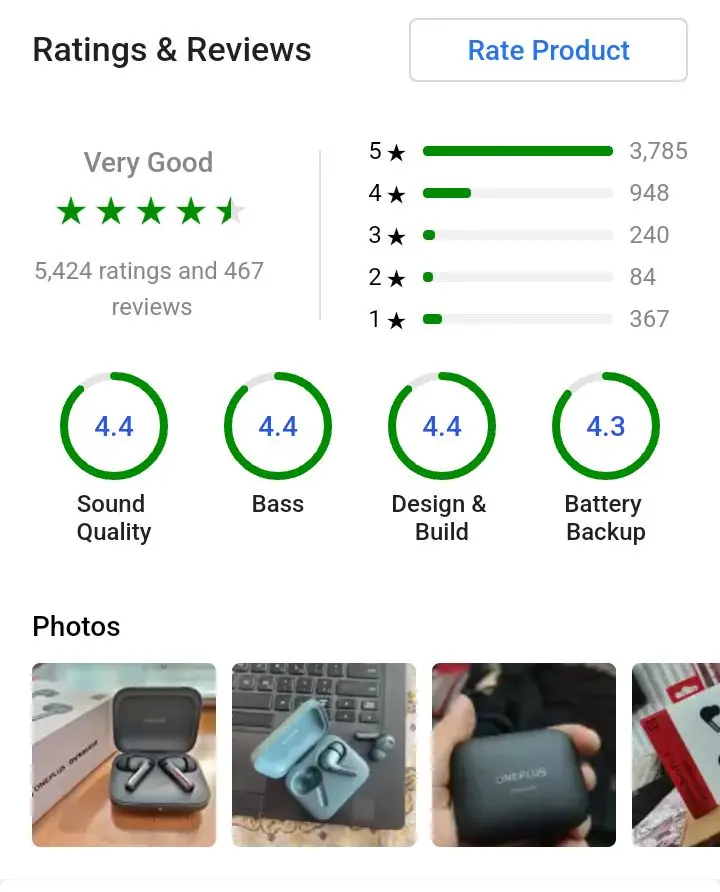 Ratings & Reviews
Rate Product
Very Good
5,424 ratings and 467
reviews
5 ★ 3,785
4 ★ 948
3 ★ 240
2 ★ 84
1 ★ 367
4.4
4.4
4.4
4.3
Sound
Quality
Bass
Design &
Build
Battery
Backup
Photos
ONEPLUS
ONEPLUS